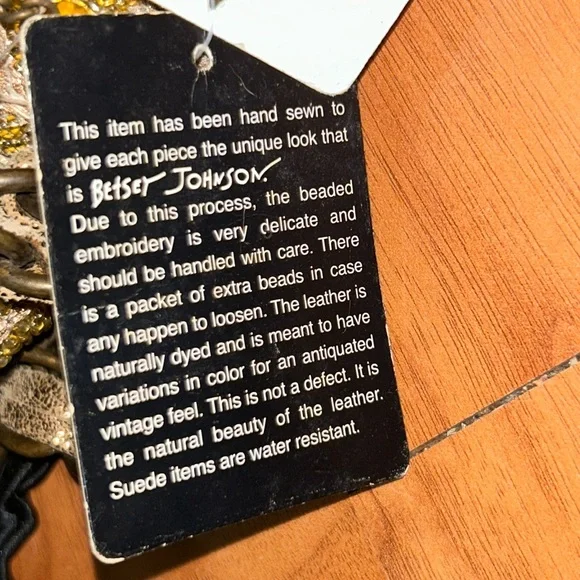 This item has been hand sewn to
give each piece the unique look that
is BETSEY JOHNSON.
Due to this process, the beaded
embroidery is very delicate and
should be handled with care. There
is a packet of extra beads in case
any happen to loosen. The leather is
naturally dyed and is meant to have
variations in color for an antiquated
vintage feel. This is not a defect. It is
the natural beauty of the leather.
Suede items are water resistant.